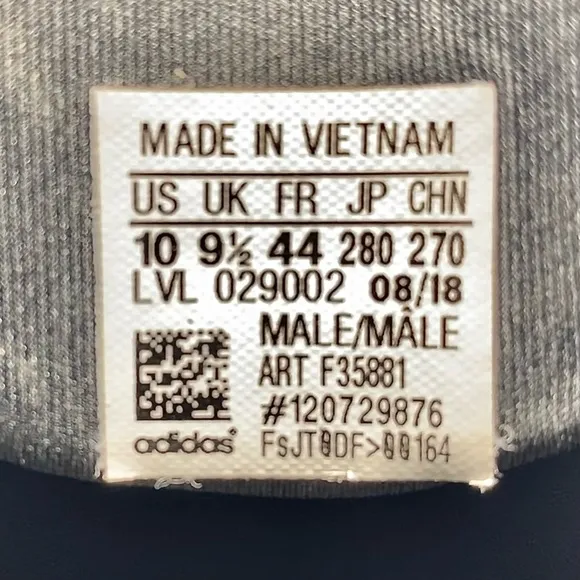 MADE IN VIETNAM
US UK FR JP CHN
10 9½ 44 280 270
LVL 029002 08/18
MALE/MÂLE
ART F35881
#120729876
adidas®